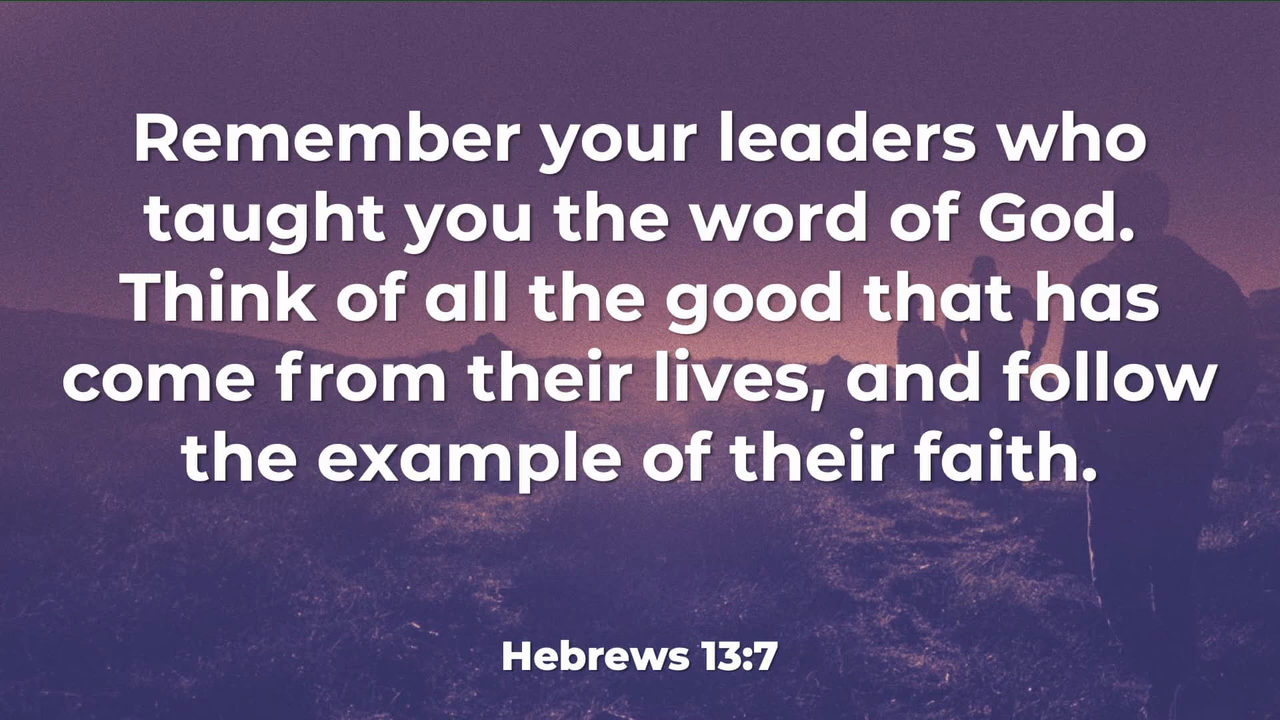 Remember your leaders who
taught you the word of God.
Think of all the good that has
come from their lives, and follow
the example of their faith.
Hebrews 13:7